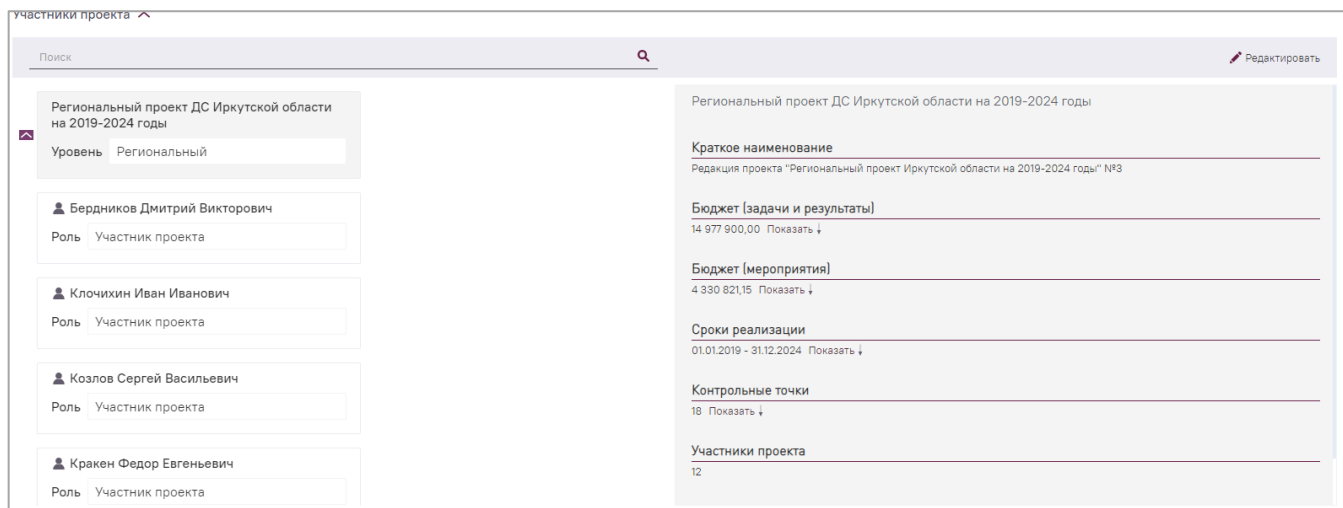 Участники проекта
Поиск
Редактировать
Региональный проект ДС Иркутской области
на 2019-2024 годы
Уровень Региональный
Бердников Дмитрий Викторович
Роль Участник проекта
Клочихин Иван Иванович
Роль Участник проекта
Козлов Сергей Васильевич
Роль Участник проекта
Кракен Федор Евгеньевич
Роль Участник проекта
Региональный проект ДС Иркутской области на 2019-2024 годы
Краткое наименование
Редакция проекта "Региональный проект Иркутской области на 2019-2024 годы" №3
Бюджет (задачи и результаты)
14 977 900,00 Показать ↓
Бюджет (мероприятия)
4 330 821,15 Показать ↓
Сроки реализации
01.01.2019 - 31.12.2024 Показать ↓
Контрольные точки
18 Показать ↓
Участники проекта
12